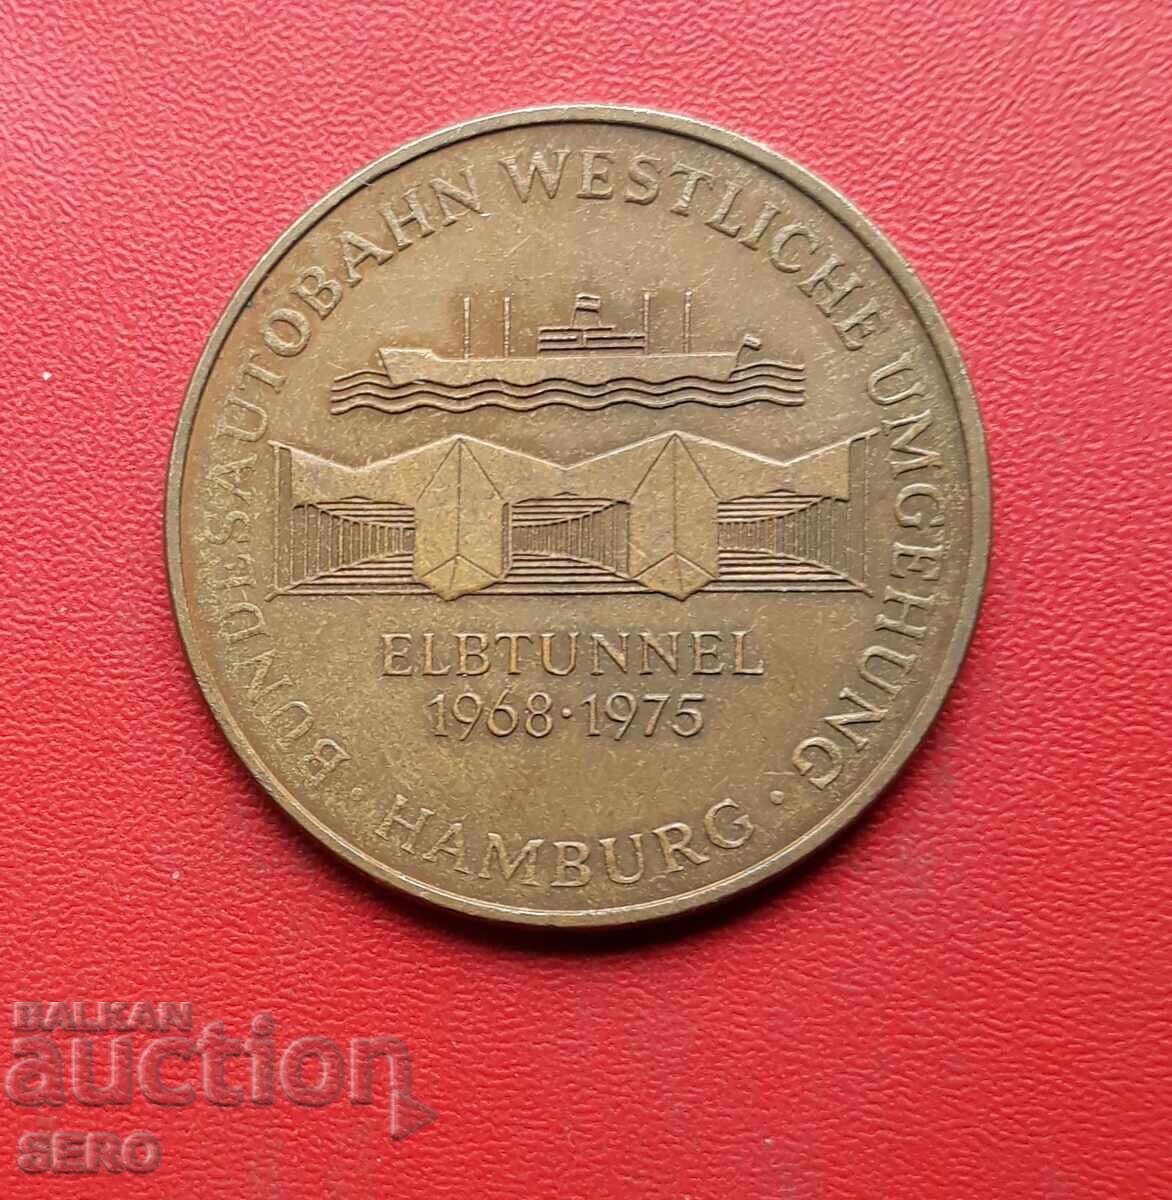 BUNDESAUTOBAHN WESTLICHE UMGEHUNG
ELBTUNNEL
1968·1975
· HAMBURG ·
BALKAN
auction
SERO